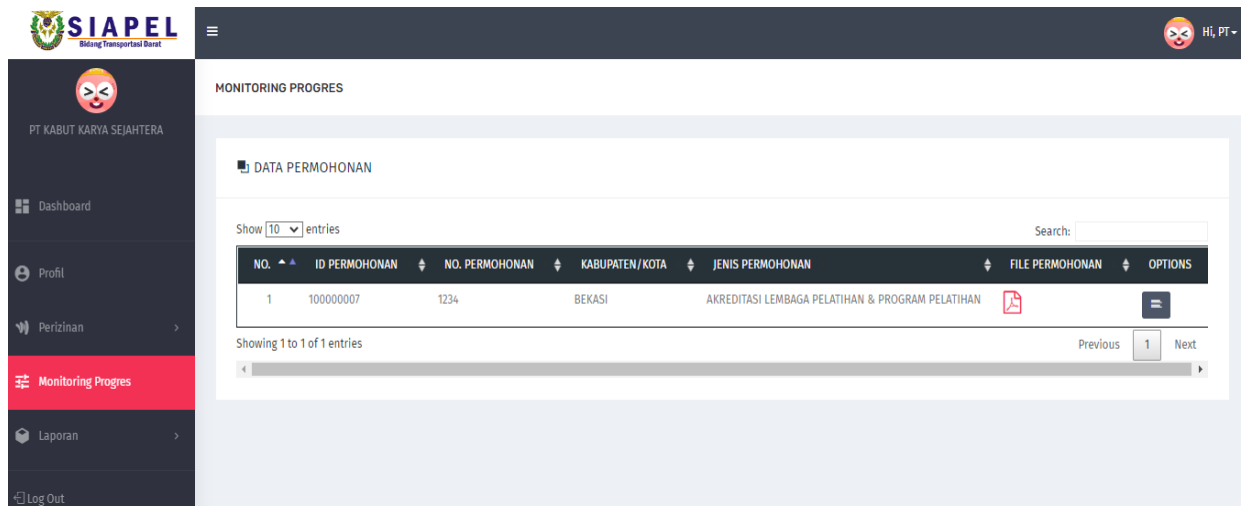 SIAPEL
Bidang Transportasi Darat
Hi, PT
PT KABUT KARYA SEJAHTERA
Dashboard
Profil
Perizinan
Monitoring Progres
Laporan
Log Out
MONITORING PROGRES
DATA PERMOHONAN
Show 10 entries
Search:
NO. ID PERMOHONAN NO. PERMOHONAN KABUPATEN/KOTA JENIS PERMOHONAN FILE PERMOHONAN OPTIONS
1 100000007 1234 BEKASI AKREDITASI LEMBAGA PELATIHAN & PROGRAM PELATIHAN
Showing 1 to 1 of 1 entries
Previous 1 Next